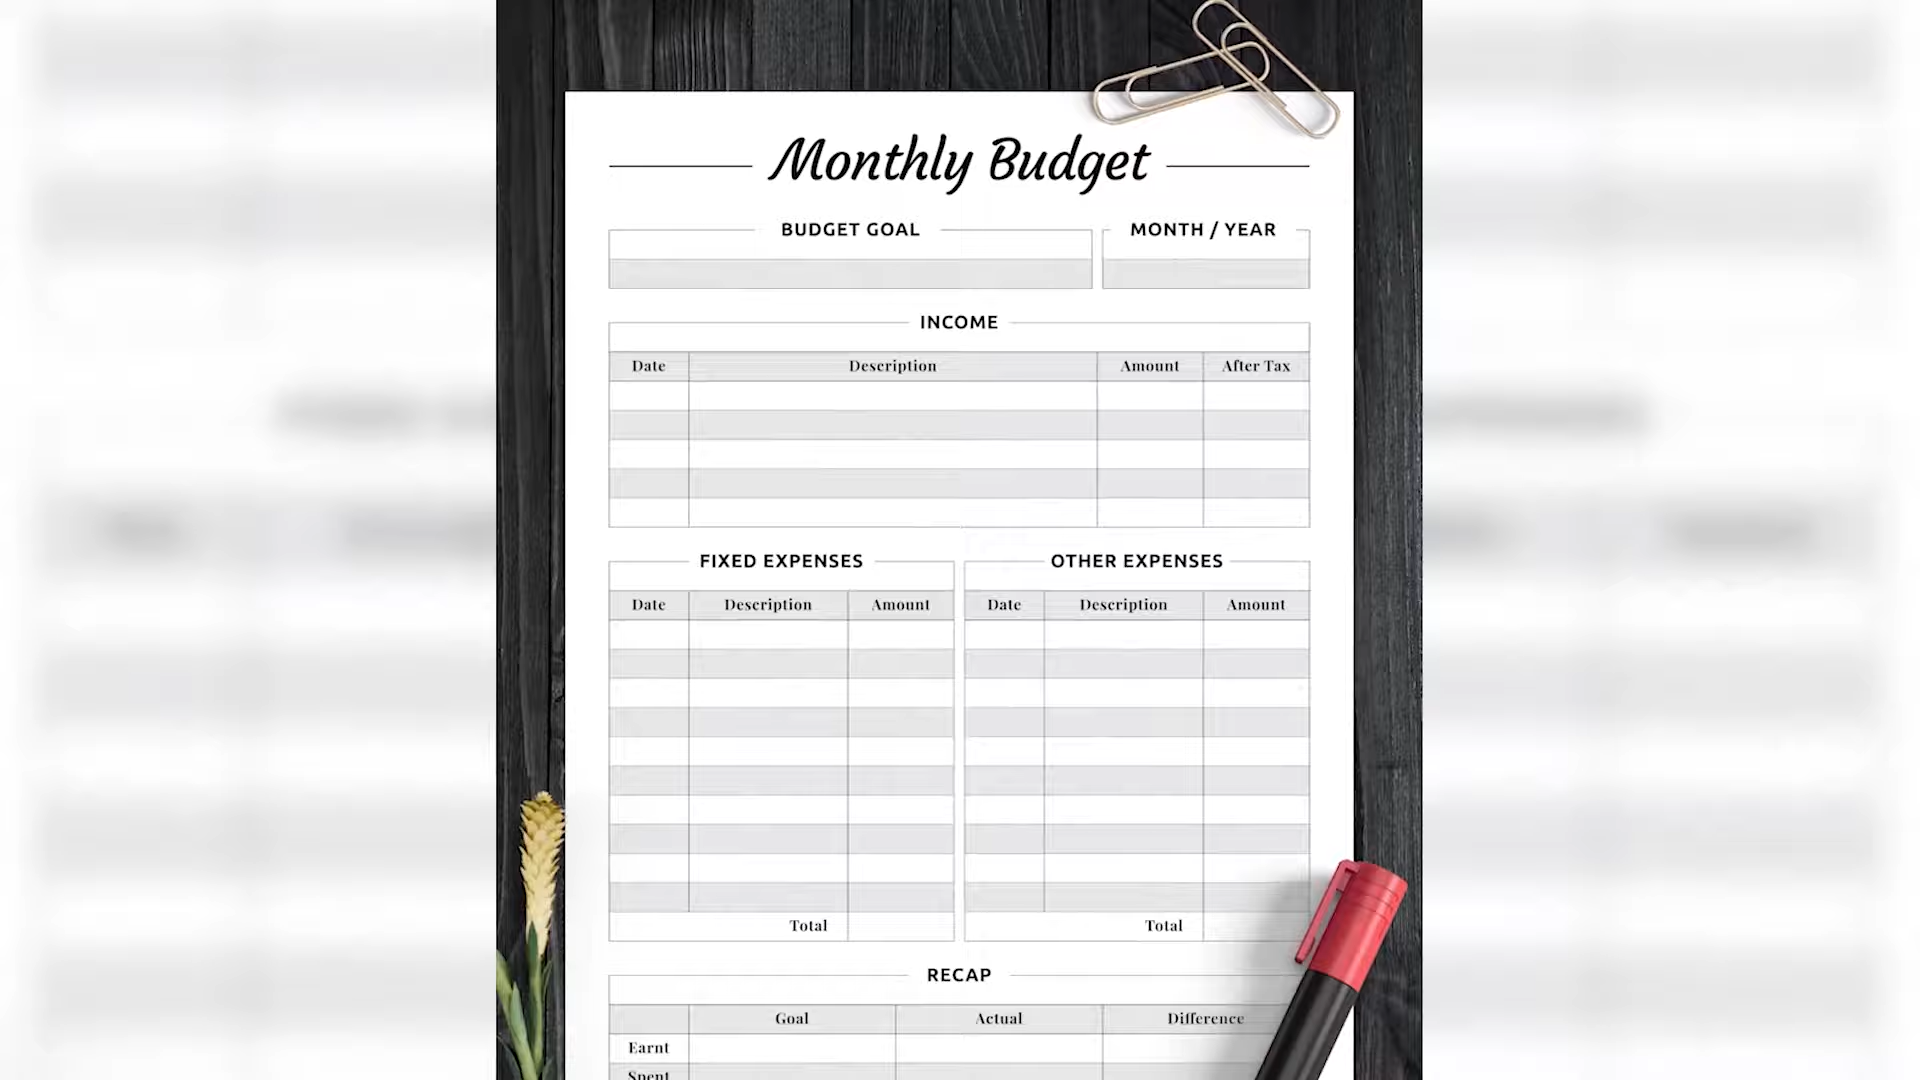 Monthly Budget
BUDGET GOAL MONTH / YEAR
INCOME
Date Description Amount After Tax
FIXED EXPENSES OTHER EXPENSES
Date Description Amount Date Description Amount
Total Total
RECAP
Goal Actual Difference
Earnt
Spent